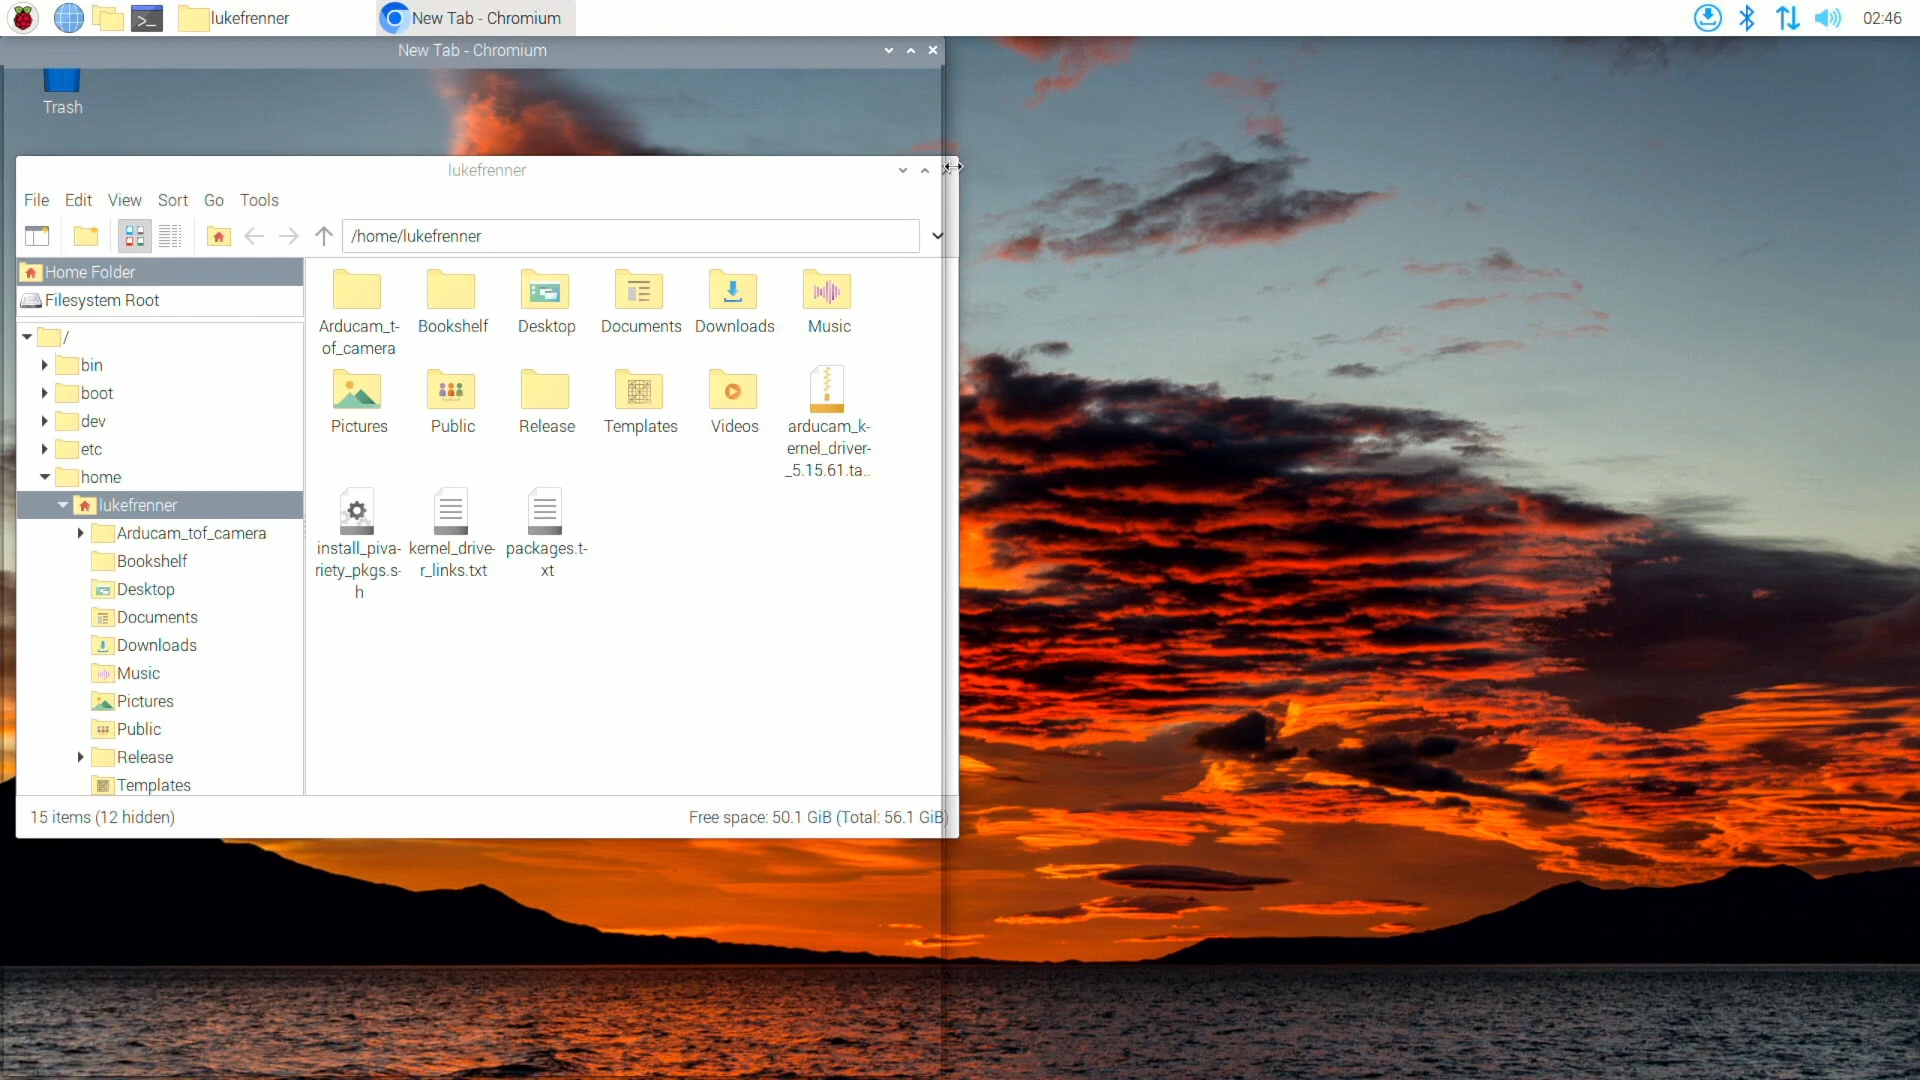 lukefrenner
New Tab - Chromium
02:46
New Tab - Chromium
Trash
lukefrenner
File Edit View Sort Go Tools
/home/lukefrenner
Home Folder
Filesystem Root
/
bin
boot
dev
etc
home
lukefrenner
Arducam_tof_camera
Bookshelf
Desktop
Documents
Downloads
Music
Pictures
Public
Release
Templates
Arducam_t-
of_camera
Bookshelf
Desktop
Documents
Downloads
Music
Pictures
Public
Release
Templates
Videos
arducam_k-
ernel_driver-
_5.15.61.ta..
install_piva-
riety_pkgs.s-
h
kernel_drive-
r_links.txt
packages.t-
xt
15 items (12 hidden)
Free space: 50.1 GiB (Total: 56.1 GiB)